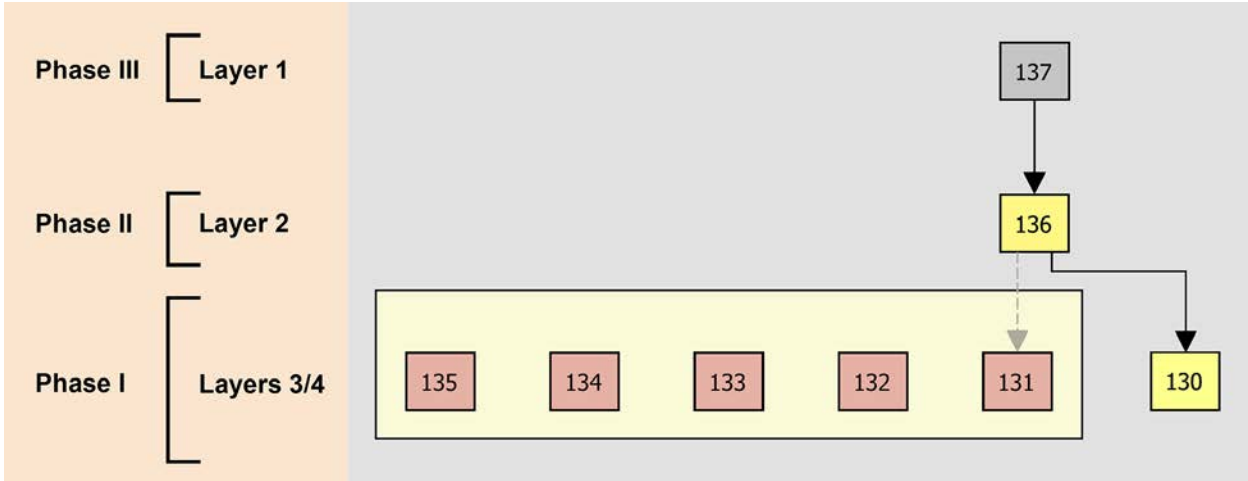 Phase III Layer 1 137
Phase II Layer 2 136
Phase I Layers 3/4 135 134 133 132 131 130